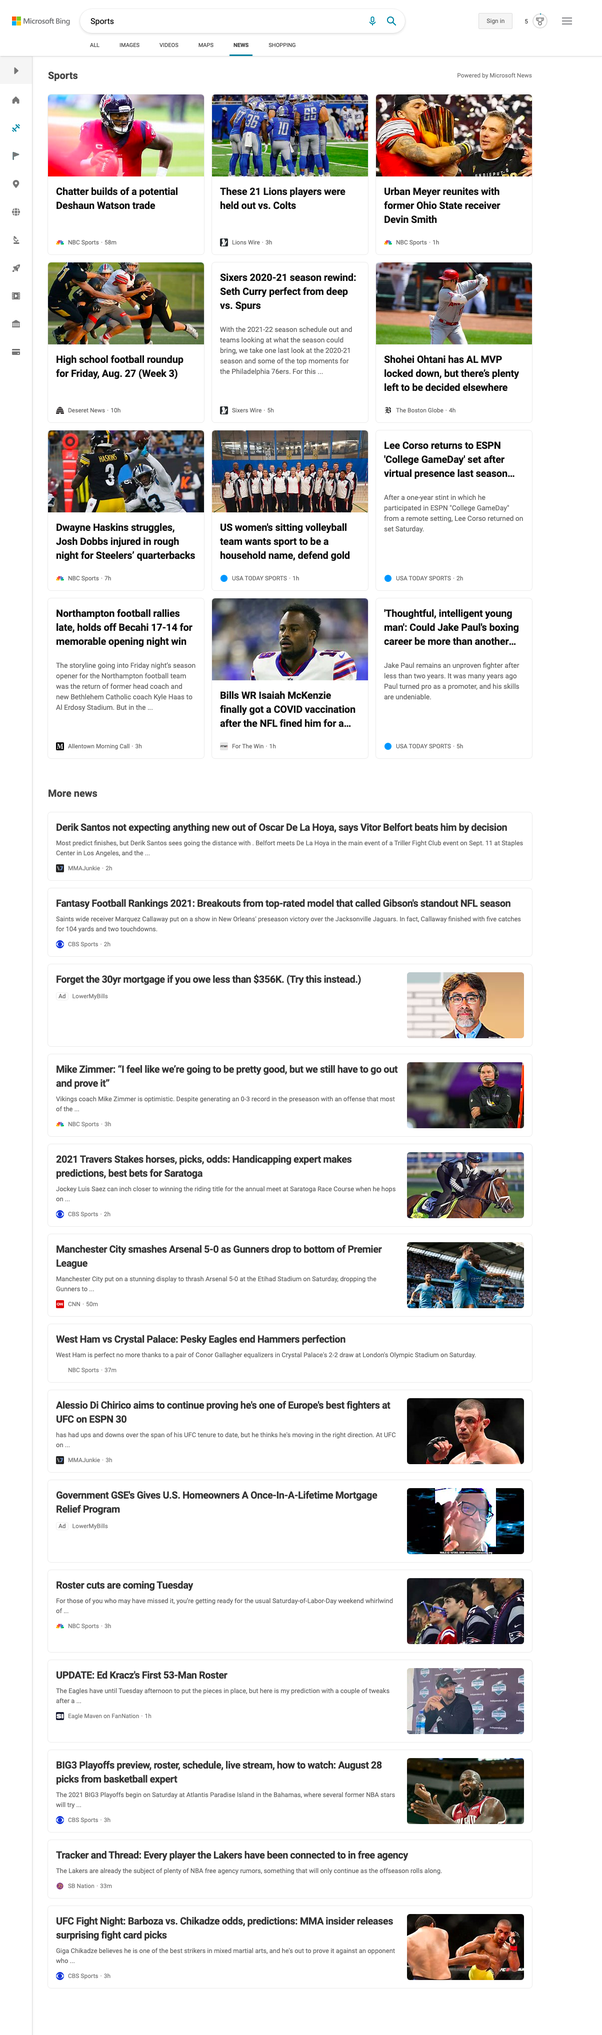 Microsoft Bing
Sports
Sign in
5
ALL
IMAGES
VIDEOS
MAPS
NEWS
SHOPPING
Sports
Powered by Microsoft News
Chatter builds of a potential
Deshaun Watson trade
NBC Sports · 58m
These 21 Lions players were
held out vs. Colts
Lions Wire · 3h
Urban Meyer reunites with
former Ohio State receiver
Devin Smith
NBC Sports · 1h
High school football roundup
for Friday, Aug. 27 (Week 3)
Deseret News · 10h
Sixers 2020-21 season rewind:
Seth Curry perfect from deep
vs. Spurs
With the 2021-22 season schedule out and
teams looking at what the season could
bring, we take one last look at the 2020-21
season and some of the top moments for
the Philadelphia 76ers. For this ...
Sixers Wire · 5h
Shohei Ohtani has AL MVP
locked down, but there's plenty
left to be decided elsewhere
The Boston Globe · 4h
HASKINS
3
Dwayne Haskins struggles,
Josh Dobbs injured in rough
night for Steelers' quarterbacks
NBC Sports · 7h
US women's sitting volleyball
team wants sport to be a
household name, defend gold
USA TODAY SPORTS · 1h
Lee Corso returns to ESPN
'College GameDay' set after
virtual presence last season...
After a one-year stint in which he
participated in ESPN "College GameDay"
from a remote setting, Lee Corso returned on
set Saturday.
USA TODAY SPORTS · 2h
Northampton football rallies
late, holds off Becahi 17-14 for
memorable opening night win
The storyline going into Friday night's season
opener for the Northampton football team
was the return of former head coach and
new Bethlehem Catholic coach Kyle Haas to
Al Erdosy Stadium. But in the ...
Allentown Morning Call · 3h
Bills WR Isaiah McKenzie
finally got a COVID vaccination
after the NFL fined him for a...
For The Win · 1h
'Thoughtful, intelligent young
man': Could Jake Paul's boxing
career be more than another...
Jake Paul remains an unproven fighter after
less than two years. It was many years ago
Paul turned pro as a promoter, and his skills
are undeniable.
USA TODAY SPORTS · 5h
More news
Derik Santos not expecting anything new out of Oscar De La Hoya, says Vitor Belfort beats him by decision
Most predict finishes, but Derik Santos sees going the distance with . Belfort meets De La Hoya in the main event of a Triller Fight Club event on Sept. 11 at Staples
Center in Los Angeles, and the ...
MMAJunkie · 2h
Fantasy Football Rankings 2021: Breakouts from top-rated model that called Gibson's standout NFL season
Saints wide receiver Marquez Callaway put on a show in New Orleans' preseason victory over the Jacksonville Jaguars. In fact, Callaway finished with five catches
for 104 yards and two touchdowns.
CBS Sports · 2h
Forget the 30yr mortgage if you owe less than $356K. (Try this instead.)
Ad LowerMyBills
Mike Zimmer: “I feel like we’re going to be pretty good, but we still have to go out
and prove it”
Vikings coach Mike Zimmer is optimistic. Despite generating an 0-3 record in the preseason with an offense that most
of the ...
NBC Sports · 3h
2021 Travers Stakes horses, picks, odds: Handicapping expert makes
predictions, best bets for Saratoga
Jockey Luis Saez can inch closer to winning the riding title for the annual meet at Saratoga Race Course when he hops
on ...
CBS Sports · 2h
Manchester City smashes Arsenal 5-0 as Gunners drop to bottom of Premier
League
Manchester City put on a stunning display to thrash Arsenal 5-0 at the Etihad Stadium on Saturday, dropping the
Gunners to ...
CNN · 50m
West Ham vs Crystal Palace: Pesky Eagles end Hammers perfection
West Ham is perfect no more thanks to a pair of Conor Gallagher equalizers in Crystal Palace's 2-2 draw at London's Olympic Stadium on Saturday.
NBC Sports · 37m
Alessio Di Chirico aims to continue proving he's one of Europe's best fighters at
UFC on ESPN 30
has had ups and downs over the span of his UFC tenure to date, but he thinks he's moving in the right direction. At UFC
on ...
MMAJunkie · 3h
Government GSE's Gives U.S. Homeowners A Once-In-A-Lifetime Mortgage
Relief Program
Ad LowerMyBills
Roster cuts are coming Tuesday
For those of you who may have missed it, you're getting ready for the usual Saturday-of-Labor-Day weekend whirlwind
of ...
NBC Sports · 3h
UPDATE: Ed Kracz's First 53-Man Roster
The Eagles have until Tuesday afternoon to put the pieces in place, but here is my prediction with a couple of tweaks
after a ...
Eagle Maven on FanNation · 1h
BIG3 Playoffs preview, roster, schedule, live stream, how to watch: August 28
picks from basketball expert
The 2021 BIG3 Playoffs begin on Saturday at Atlantis Paradise Island in the Bahamas, where several former NBA stars
will try ...
CBS Sports · 3h
Tracker and Thread: Every player the Lakers have been connected to in free agency
The Lakers are already the subject of plenty of NBA free agency rumors, something that will only continue as the offseason rolls along.
SB Nation · 33m
UFC Fight Night: Barboza vs. Chikadze odds, predictions: MMA insider releases
surprising fight card picks
Giga Chikadze believes he is one of the best strikers in mixed martial arts, and he's out to prove it against an opponent
who ...
CBS Sports · 3h